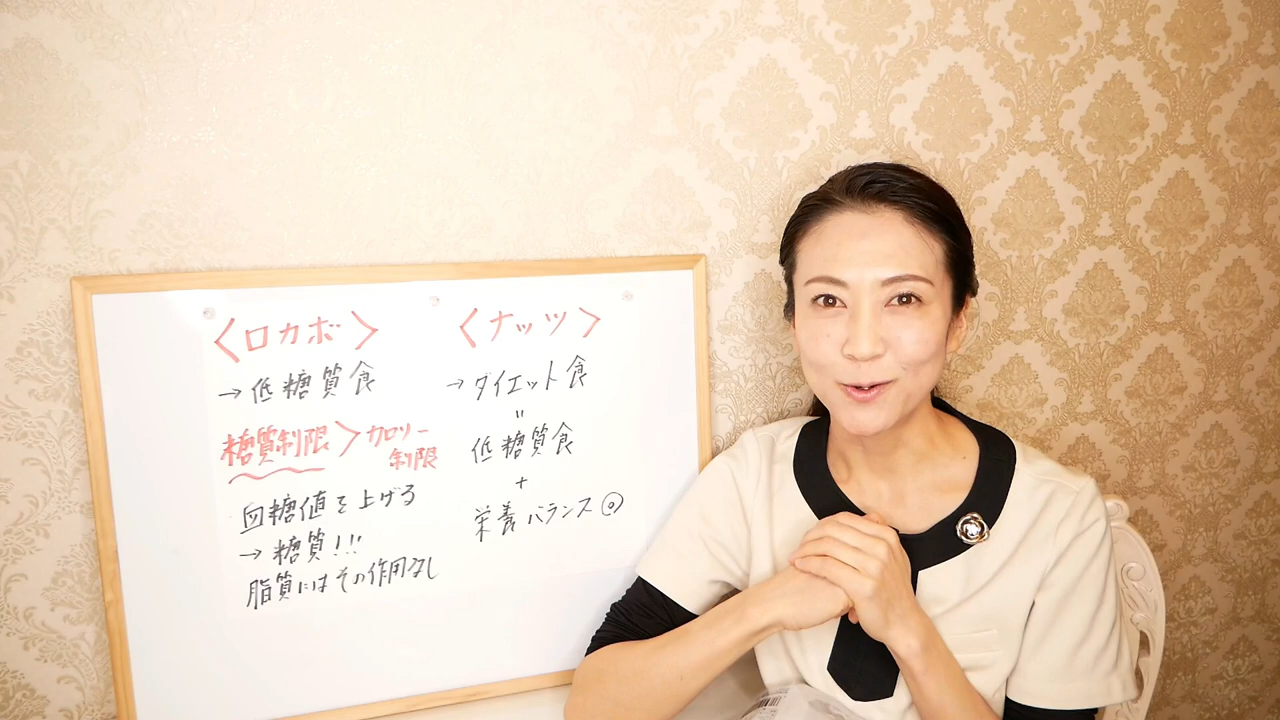 〈ロカボ〉
→低糖質食
糖質制限＞カロリー制限
血糖値を上げる
→糖質!!!
脂質にはその作用なし
〈ナッツ〉
→ダイエット食
〃
低糖質食
+
栄養バランス◎